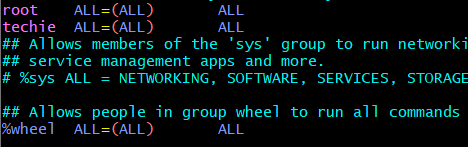 root ALL=(ALL) ALL
techie ALL=(ALL) ALL
## Allows members of the 'sys' group to run networki
## service management apps and more.
# %sys ALL = NETWORKING, SOFTWARE, SERVICES, STORAGE
## Allows people in group wheel to run all commands
%wheel ALL=(ALL) ALL